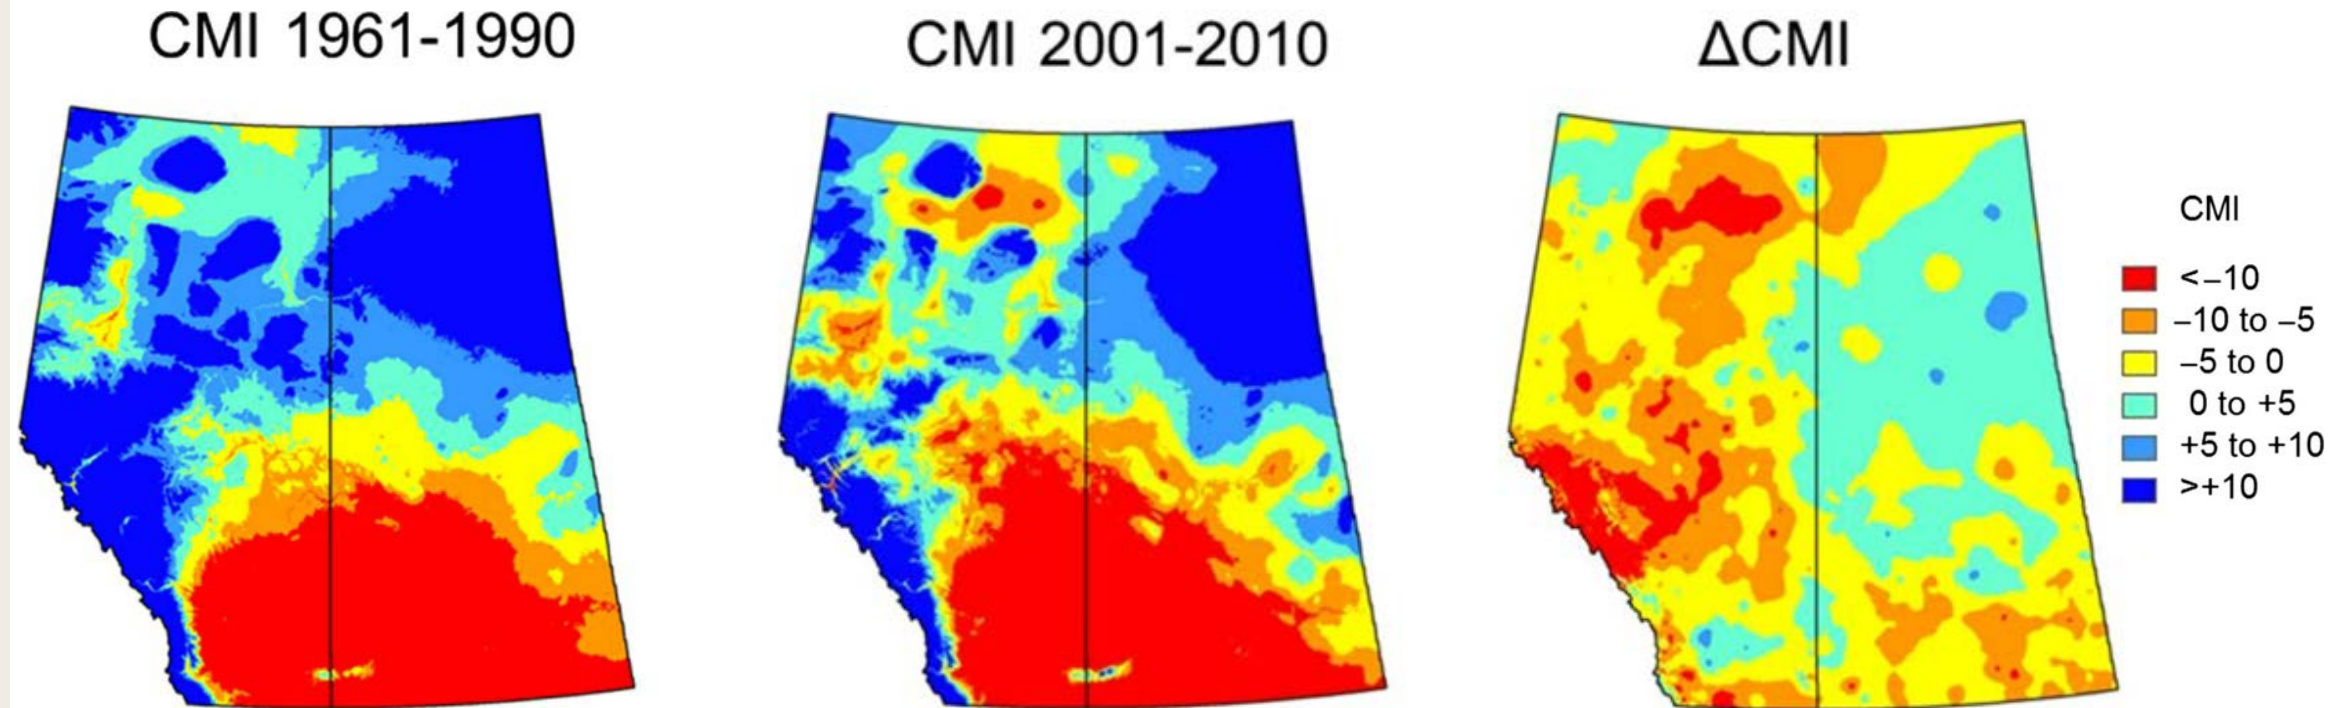 CMI 1961-1990
CMI 2001-2010
ΔCMI
CMI
<–10
–10 to –5
–5 to 0
0 to +5
+5 to +10
>+10